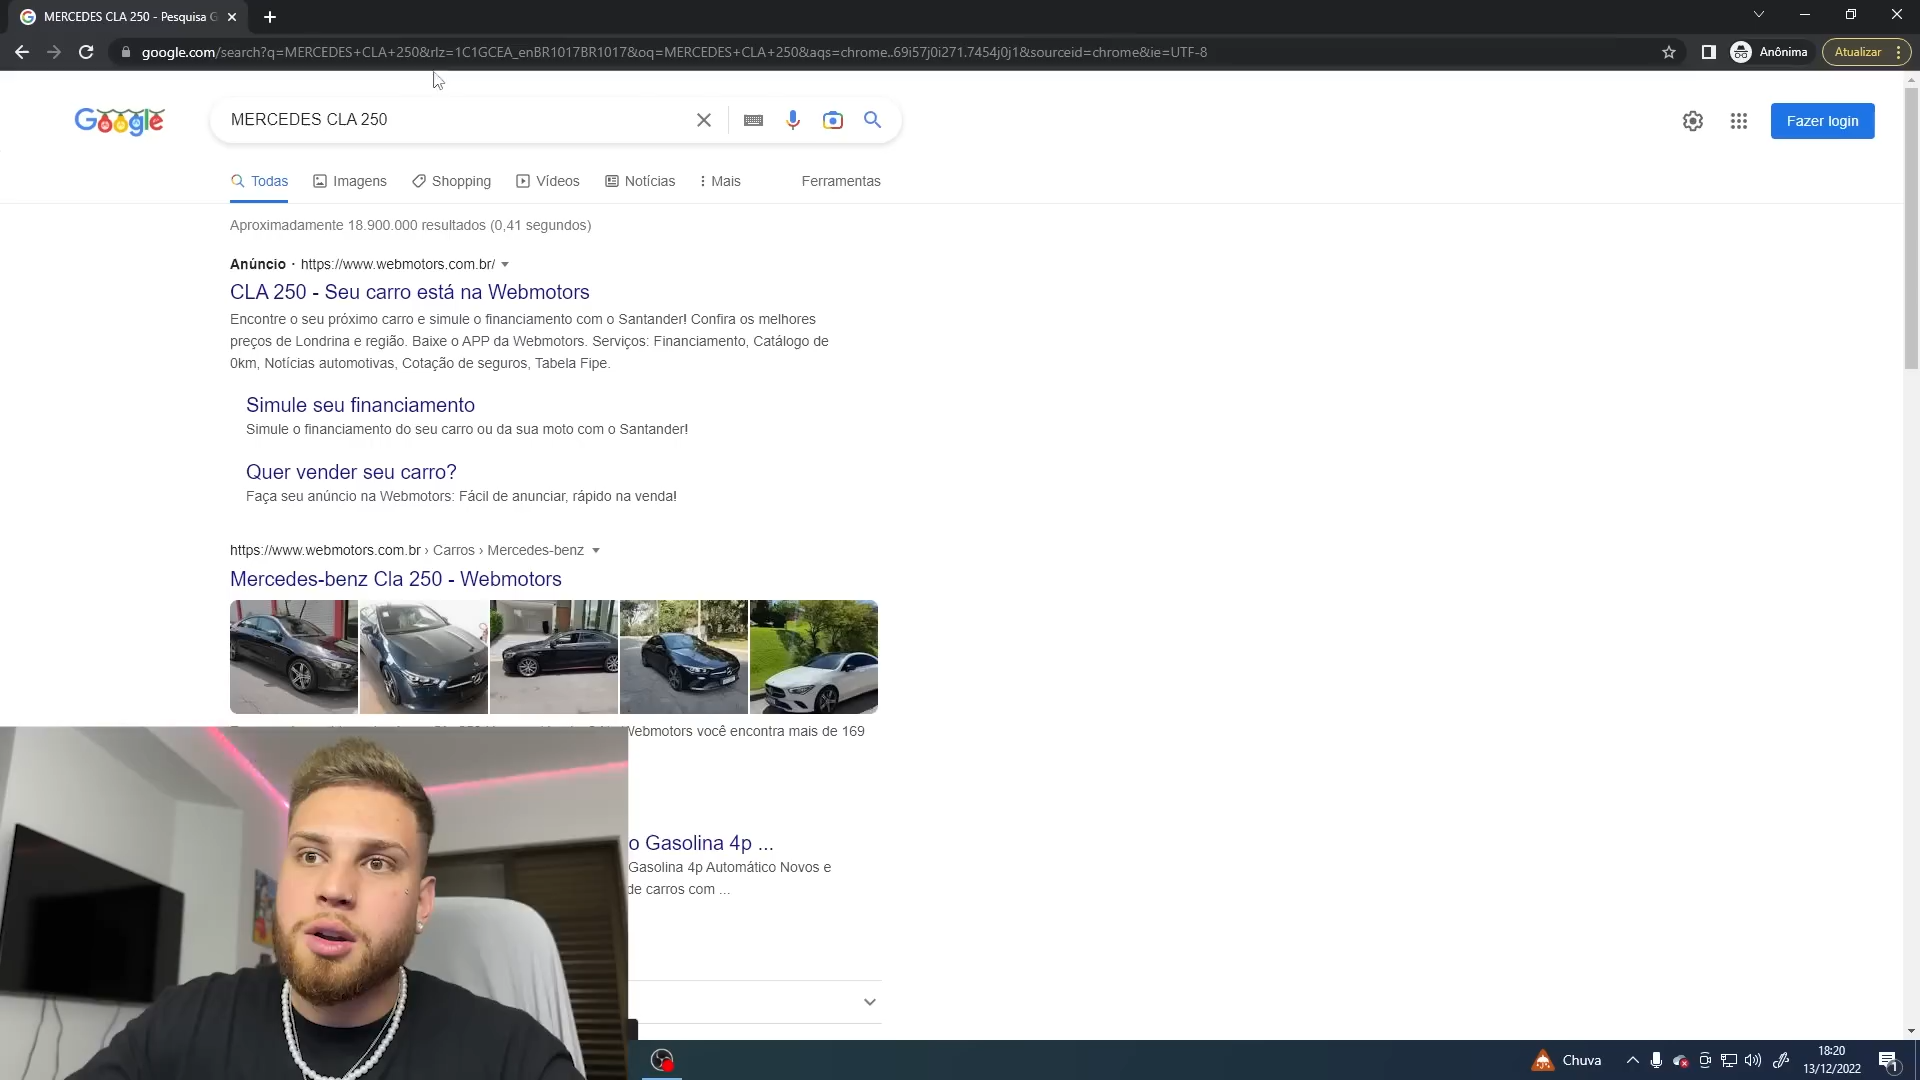 MERCEDES CLA 250 - Pesquisa G
google.com/search?q=MERCEDES+CLA+250&rlz=1C1GCEA_enBR1017BR1017&oq=MERCEDES+CLA+250&aqs=chrome..69i57j0i271.7454j0j1&sourceid=chrome&ie=UTF-8
Anônima
Atualizar
Google
MERCEDES CLA 250
Fazer login
Todas
Imagens
Shopping
Vídeos
Notícias
Mais
Ferramentas
Aproximadamente 18.900.000 resultados (0,41 segundos)
Anúncio · https://www.webmotors.com.br/
CLA 250 - Seu carro está na Webmotors
Encontre o seu próximo carro e simule o financiamento com o Santander! Confira os melhores
preços de Londrina e região. Baixe o APP da Webmotors. Serviços: Financiamento, Catálogo de
0km, Notícias automotivas, Cotação de seguros, Tabela Fipe.
Simule seu financiamento
Simule o financiamento do seu carro ou da sua moto com o Santander!
Quer vender seu carro?
Faça seu anúncio na Webmotors: Fácil de anunciar, rápido na venda!
https://www.webmotors.com.br › Carros › Mercedes-benz
Mercedes-benz Cla 250 - Webmotors
Webmotors você encontra mais de 169
o Gasolina 4p ...
Gasolina 4p Automático Novos e
de carros com ...
Chuva
18:20
13/12/2022
1